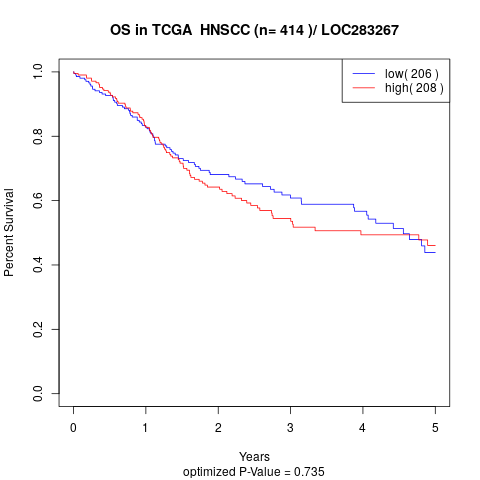 OS in TCGA  HNSCC (n= 414 )/ LOC283267
low( 206 )
high( 208 )
Percent Survival
1.0
0.8
0.6
0.4
0.2
0.0
0 1 2 3 4 5
Years
optimized P-Value = 0.735